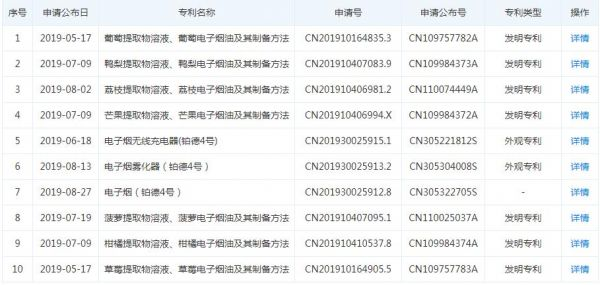 序号 申请公布日 专利名称 申请号 申请公布号 专利类型 操作
1 2019-05-17 葡萄提取物溶液、葡萄电子烟油及其制备方法 CN201910164835.3 CN109757782A 发明专利 详情
2 2019-07-09 鸭梨提取物溶液、鸭梨电子烟油及其制备方法 CN201910407083.9 CN109984373A 发明专利 详情
3 2019-08-02 荔枝提取物溶液、荔枝电子烟油及其制备方法 CN201910406981.2 CN110074449A 发明专利 详情
4 2019-07-09 芒果提取物溶液、芒果电子烟油及其制备方法 CN201910406994.X CN109984372A 发明专利 详情
5 2019-06-18 电子烟无线充电器(铂德4号) CN201930025915.1 CN305221812S 外观专利 详情
6 2019-08-13 电子烟雾化器（铂德4号） CN201930025913.2 CN305304008S 外观专利 详情
7 2019-08-27 电子烟（铂德4号） CN201930025912.8 CN305322705S - 详情
8 2019-07-19 菠萝提取物溶液、菠萝电子烟油及其制备方法 CN201910407095.1 CN110025037A 发明专利 详情
9 2019-07-09 柑橘提取物溶液、柑橘电子烟油及其制备方法 CN201910410537.8 CN109984374A 发明专利 详情
10 2019-05-17 草莓提取物溶液、草莓电子烟油及其制备方法 CN201910164905.5 CN109757783A 发明专利 详情